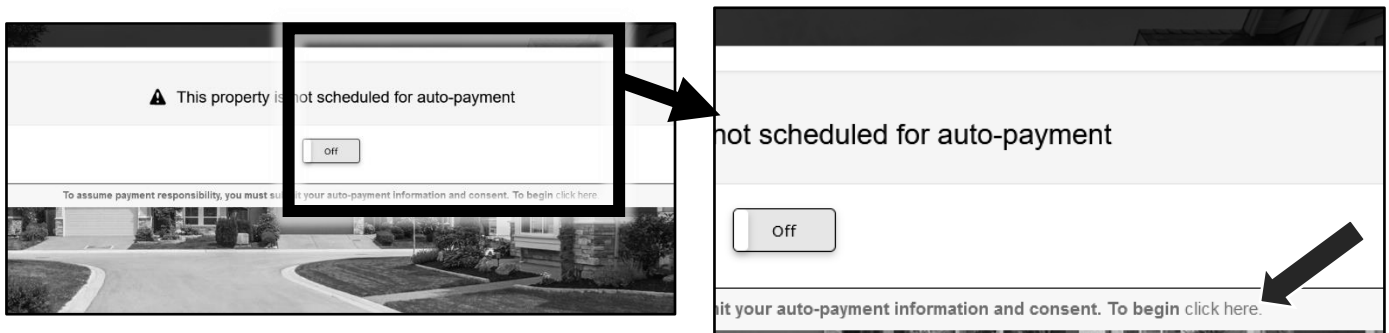 This property is not scheduled for auto-payment
Off
To assume payment responsibility, you must submit your auto-payment information and consent. To begin click here.
not scheduled for auto-payment
Off
it your auto-payment information and consent. To begin click here.